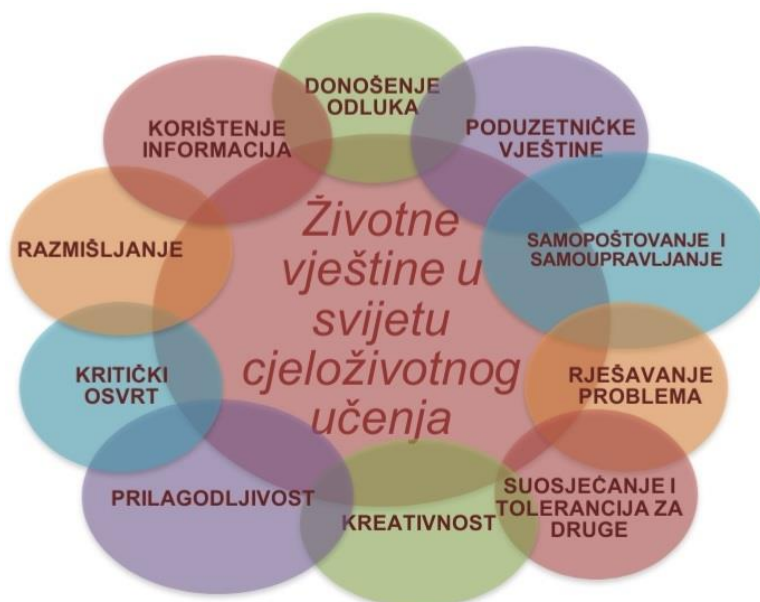 DONOŠENJE
ODLUKA
PODUZETNIČKE
VJEŠTINE
SAMOPOŠTOVANJE I
SAMOUPRAVLJANJE
RJEŠAVANJE
PROBLEMA
SUOSJEĆANJE I
TOLERANCIJA ZA
DRUGE
KREATIVNOST
PRILAGODLJIVOST
KRITIČKI
OSVRT
RAZMIŠLJANJE
KORIŠTENJE
INFORMACIJA
Životne
vještine u
svijetu
cjeloživotnog
učenja